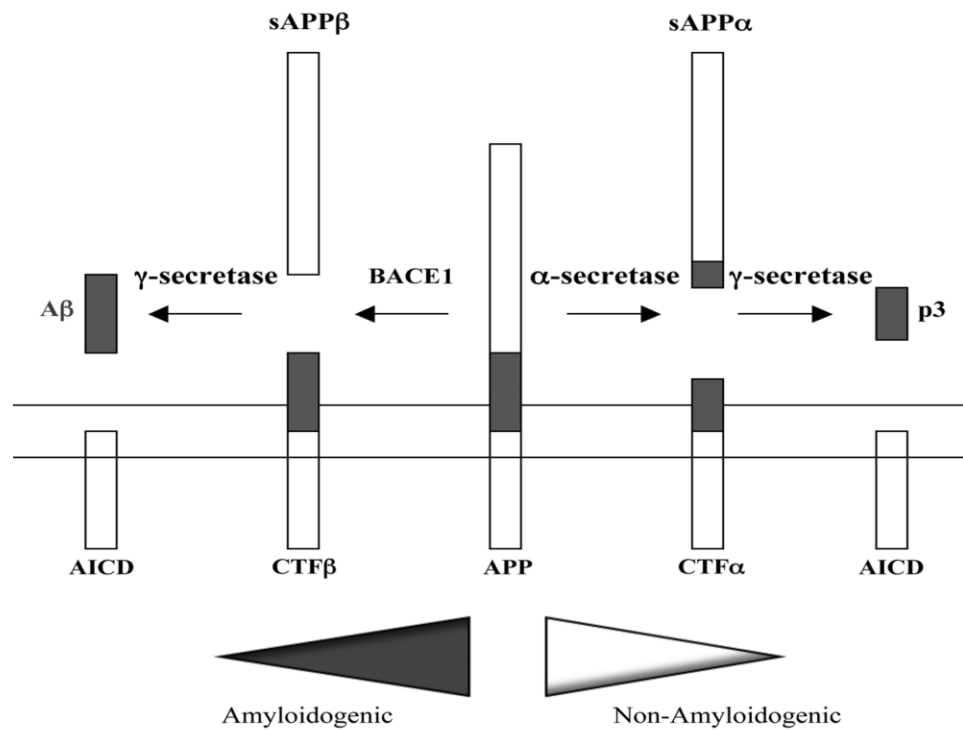 sAPPβ sAPPα
Aβ γ-secretase BACE1 α-secretase γ-secretase p3
AICD CTFβ APP CTFα AICD
Amyloidogenic Non-Amyloidogenic